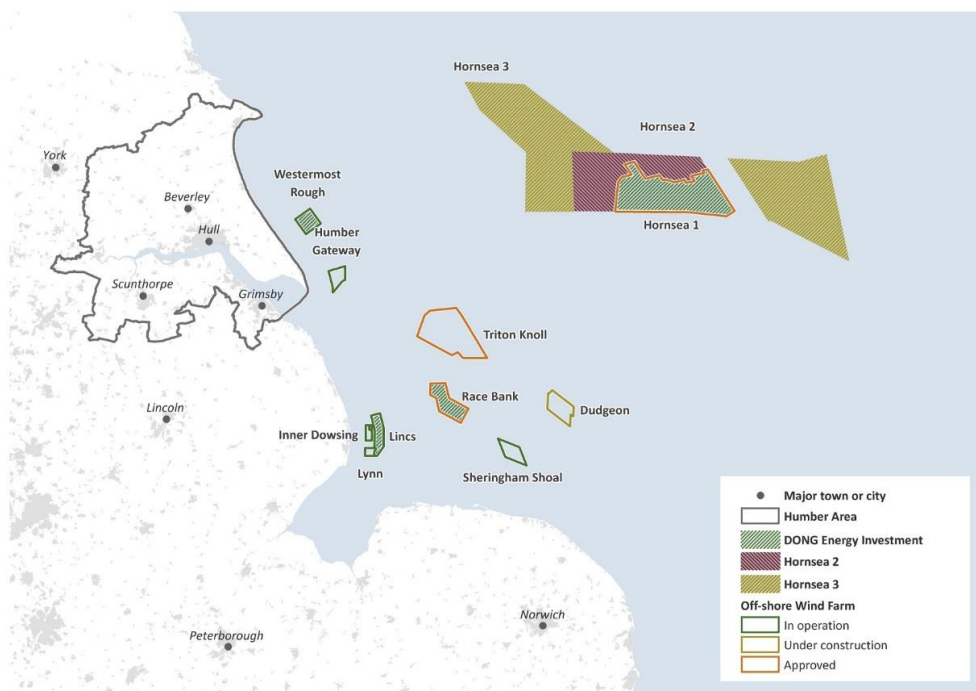 Hornsea 3
Hornsea 2
York
Westermost
Rough
Beverley
Hull
Humber
Gateway
Hornsea 1
Scunthorpe
Grimsby
Triton Knoll
Race Bank
Lincoln
Dudgeon
Inner Dowsing
Lincs
Lynn
Sheringham Shoal
Norwich
Peterborough
Major town or city
Humber Area
DONG Energy Investment
Hornsea 2
Hornsea 3
Off-shore Wind Farm
In operation
Under construction
Approved